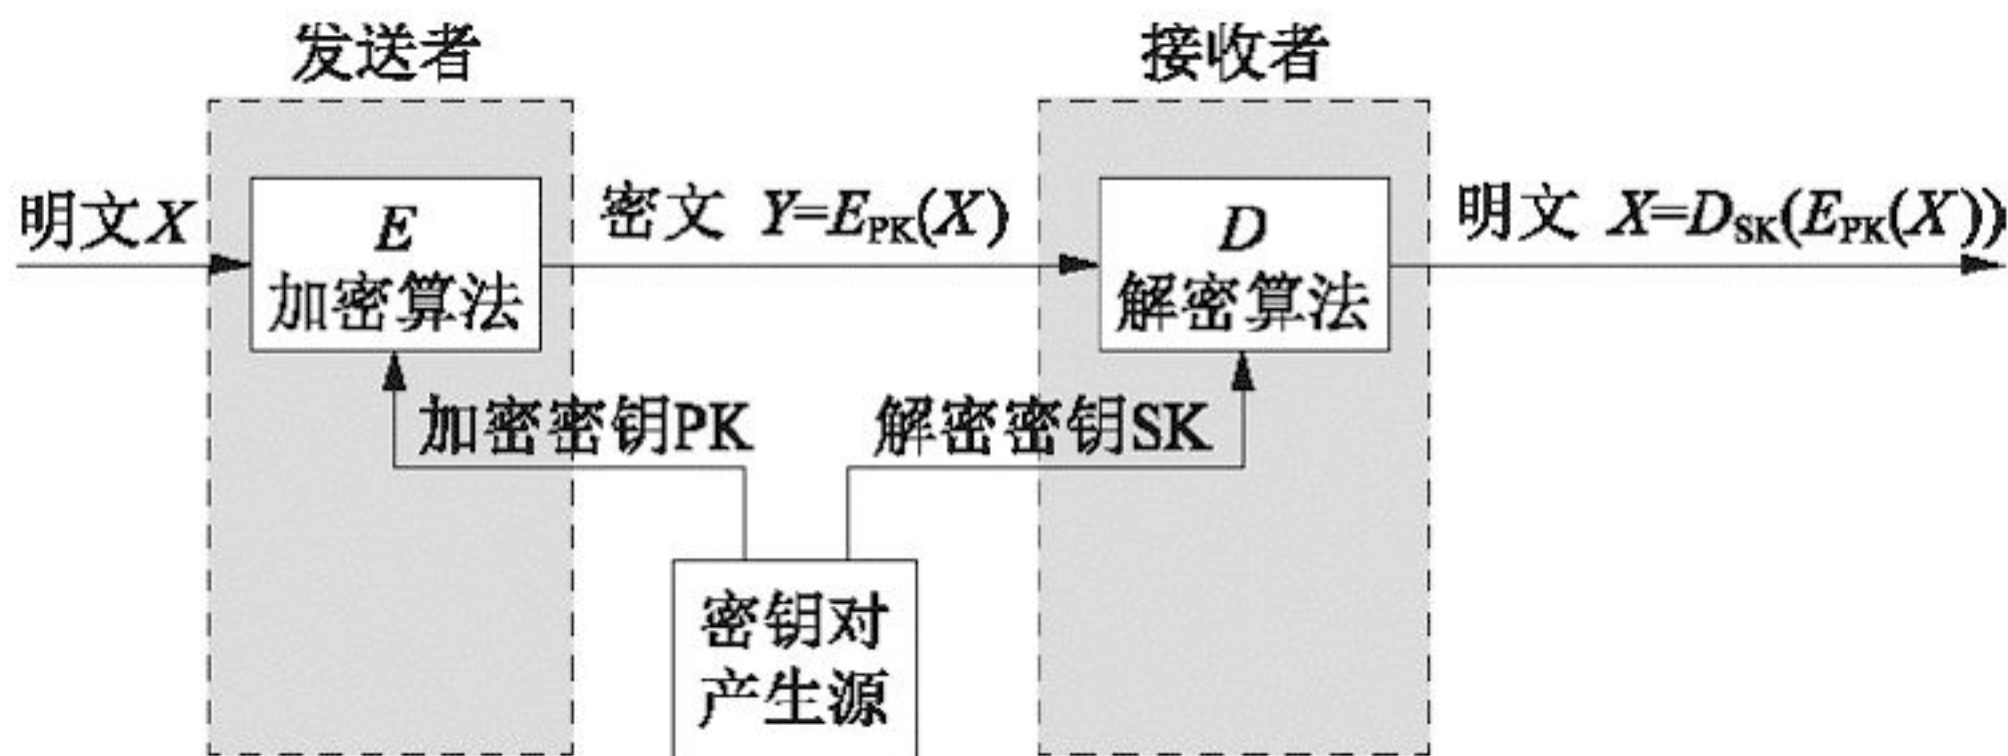 发送者
接收者
明文X
E
加密算法
密文 Y=E_PK(X)
D
解密算法
明文 X=D_SK(E_PK(X))
加密密钥PK
解密密钥SK
密钥对
产生源